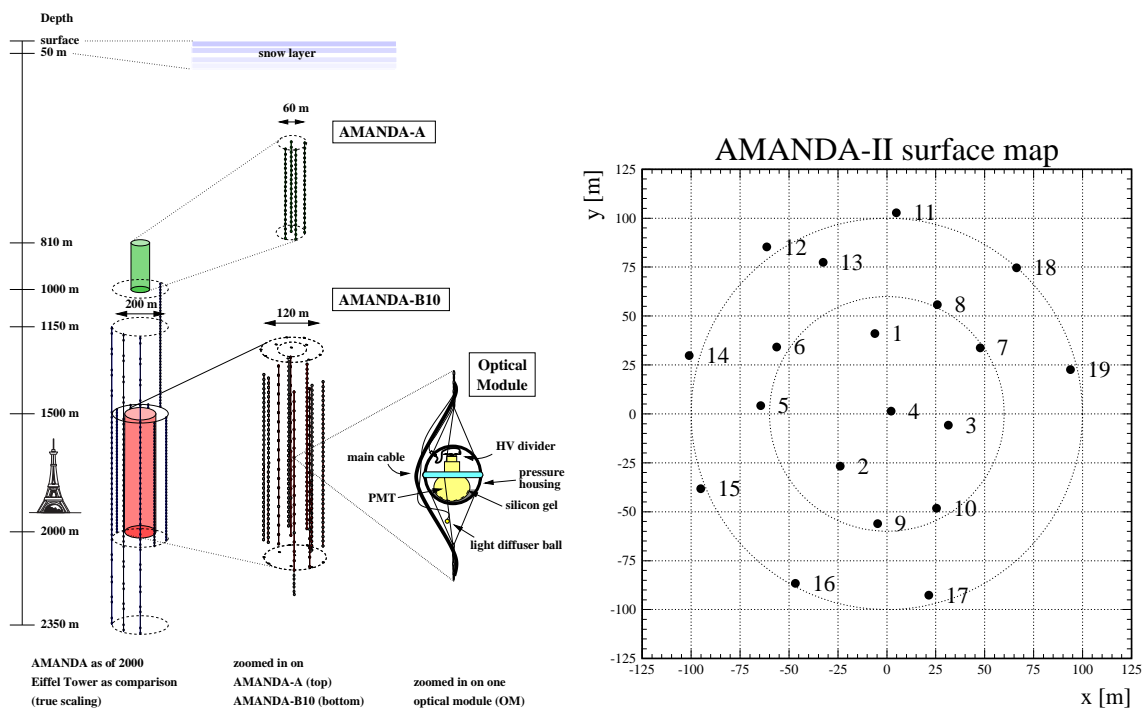 Depth
surface
50 m
snow layer
60 m
AMANDA-A
810 m
1000 m
200 m
AMANDA-B10
1150 m
120 m
Optical
Module
1500 m
HV divider
main cable
pressure
housing
PMT
silicon gel
2000 m
light diffuser ball
2350 m
AMANDA as of 2000
Eiffel Tower as comparison
(true scaling)
zoomed in on
AMANDA-A (top)
AMANDA-B10 (bottom)
zoomed in on one
optical module (OM)
AMANDA-II surface map
y [m]
125
100
75
50
25
0
-25
-50
-75
-100
-125
11
12
13
18
8
1
6
7
14
19
5
4
3
2
15
10
9
16
17
-125 -100 -75 -50 -25 0 25 50 75 100 125
x [m]